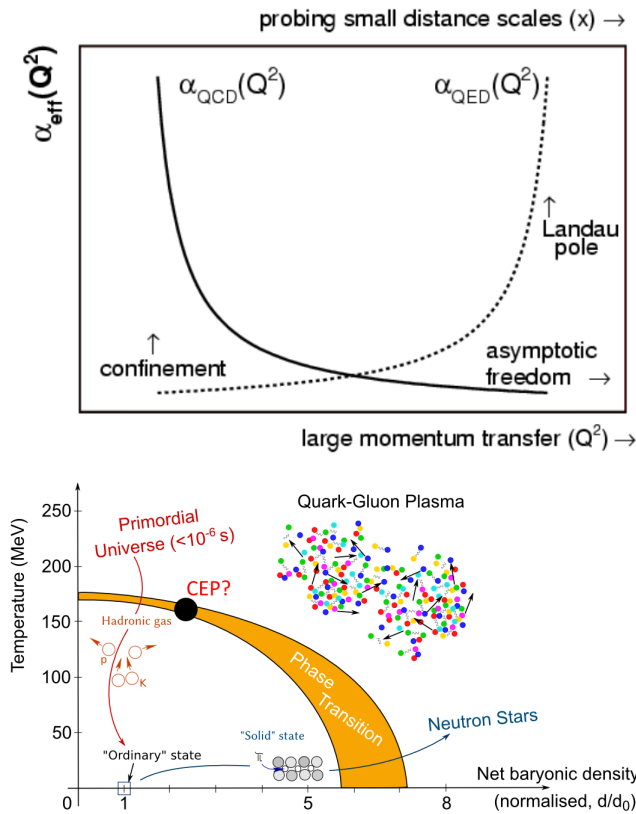 probing small distance scales (x) →
α_eff(Q²)
α_QCD(Q²)
α_QED(Q²)
↑
Landau
pole
↑
confinement
asymptotic
freedom →
large momentum transfer (Q²) →
Temperature (MeV)
250
200
150
100
50
0
Primordial
Universe (<10⁻⁶ s)
Quark-Gluon Plasma
CEP?
Hadronic gas
p
K
Phase
Transition
"Ordinary" state
"Solid" state
π
Neutron Stars
1
5
8
Net baryonic density
(normalised, d/d₀)